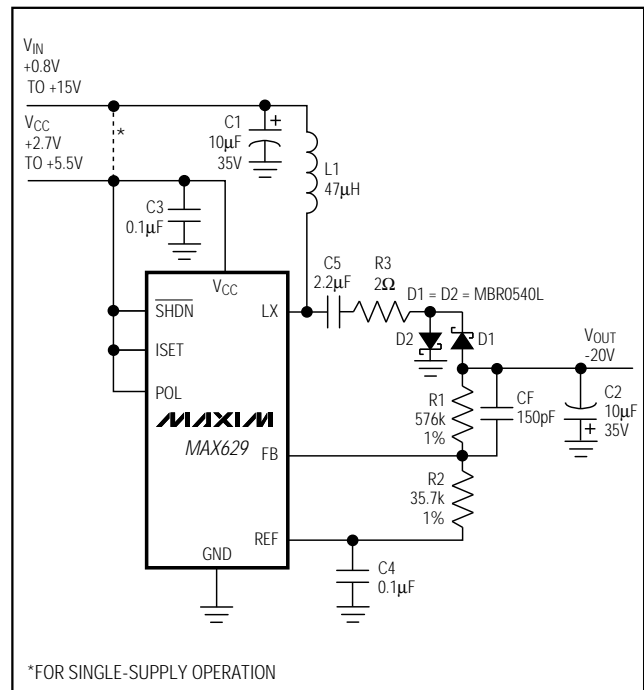 VIN
+0.8V
TO +15V
VCC
+2.7V
TO +5.5V
*
C1
10µF
35V
+
L1
47µH
C3
0.1µF
C5
2.2µF
R3
2Ω
D1 = D2 = MBR0540L
VCC
LX
SHDN
ISET
POL
MAXIM
MAX629
FB
REF
GND
D2
D1
VOUT
-20V
R1
576k
1%
CF
150pF
C2
10µF
35V
+
R2
35.7k
1%
C4
0.1µF
*FOR SINGLE-SUPPLY OPERATION